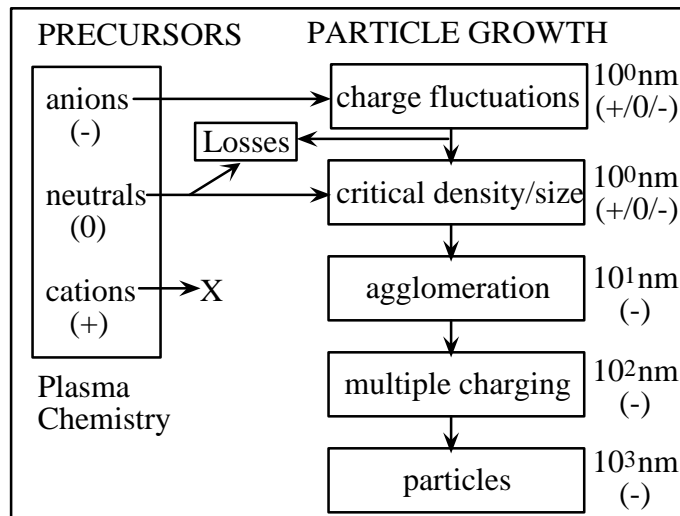 PRECURSORS
PARTICLE GROWTH
anions
(-)
neutrals
(0)
cations
(+)
X
Losses
Plasma
Chemistry
charge fluctuations
10⁰nm
(+/0/-)
critical density/size
10⁰nm
(+/0/-)
agglomeration
10¹nm
(-)
multiple charging
10²nm
(-)
particles
10³nm
(-)